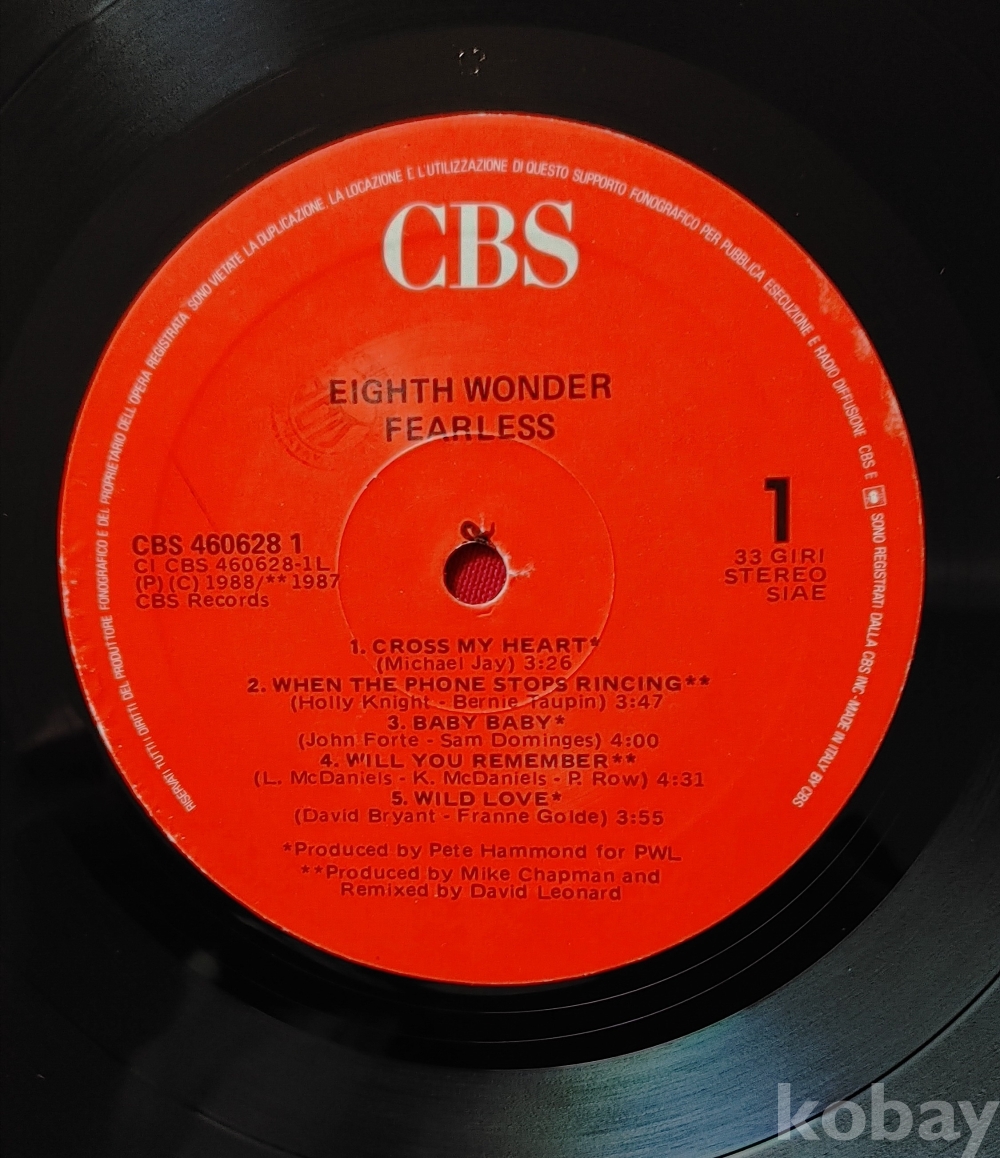 RISERVATI TUTTI I DIRITTI DEL PRODUTTORE FONOGRAFICO E DEL PROPRIETARIO DELL'OPERA REGISTRATA SONO VIETATE LA DUPLICAZIONE, LA LOCAZIONE E L'UTILIZZAZIONE DI QUESTO SUPPORTO FONOGRAFICO PER PUBBLICA ESECUZIONE E RADIO DIFFUSIONE CBS E SONO REGISTRATI DALLA CBS INC - MADE IN ITALY BY CBS
CBS
EIGHTH WONDER
FEARLESS
1
33 GIRI
STEREO
SIAE
CBS 460628 1
CI CBS 460628-1L
(P) (C) 1988/** 1987
CBS Records
1. CROSS MY HEART*
(Michael Jay) 3:26
2. WHEN THE PHONE STOPS RINCING**
(Holly Knight - Bernie Taupin) 3:47
3. BABY BABY*
(John Forte - Sam Dominges) 4:00
4. WILL YOU REMEMBER**
(L. McDaniels - K. McDaniels - P. Row) 4:31
5. WILD LOVE*
(David Bryant - Franne Golde) 3:55
*Produced by Pete Hammond for PWL
**Produced by Mike Chapman and
Remixed by David Leonard
kobay